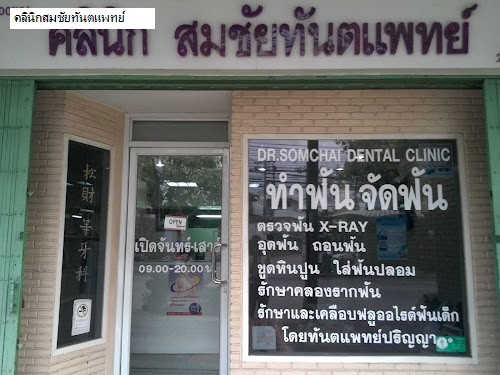 คลินิกสมชัยทันตแพทย์
คลินิก สมชัยทันตแพทย์
DR.SOMCHAI DENTAL CLINIC
ทำฟัน จัดฟัน
ตรวจฟัน X-RAY
อุดฟัน ถอนฟัน
ขูดหินปูน ใส่ฟันปลอม
รักษาคลองรากฟัน
รักษาและเคลือบฟลูออไรด์ฟันเด็ก
โดยทันตแพทย์ปริญญา
OPEN
เปิดจันทร์-เสาร์
09.00-20.00 น
松財華牙科